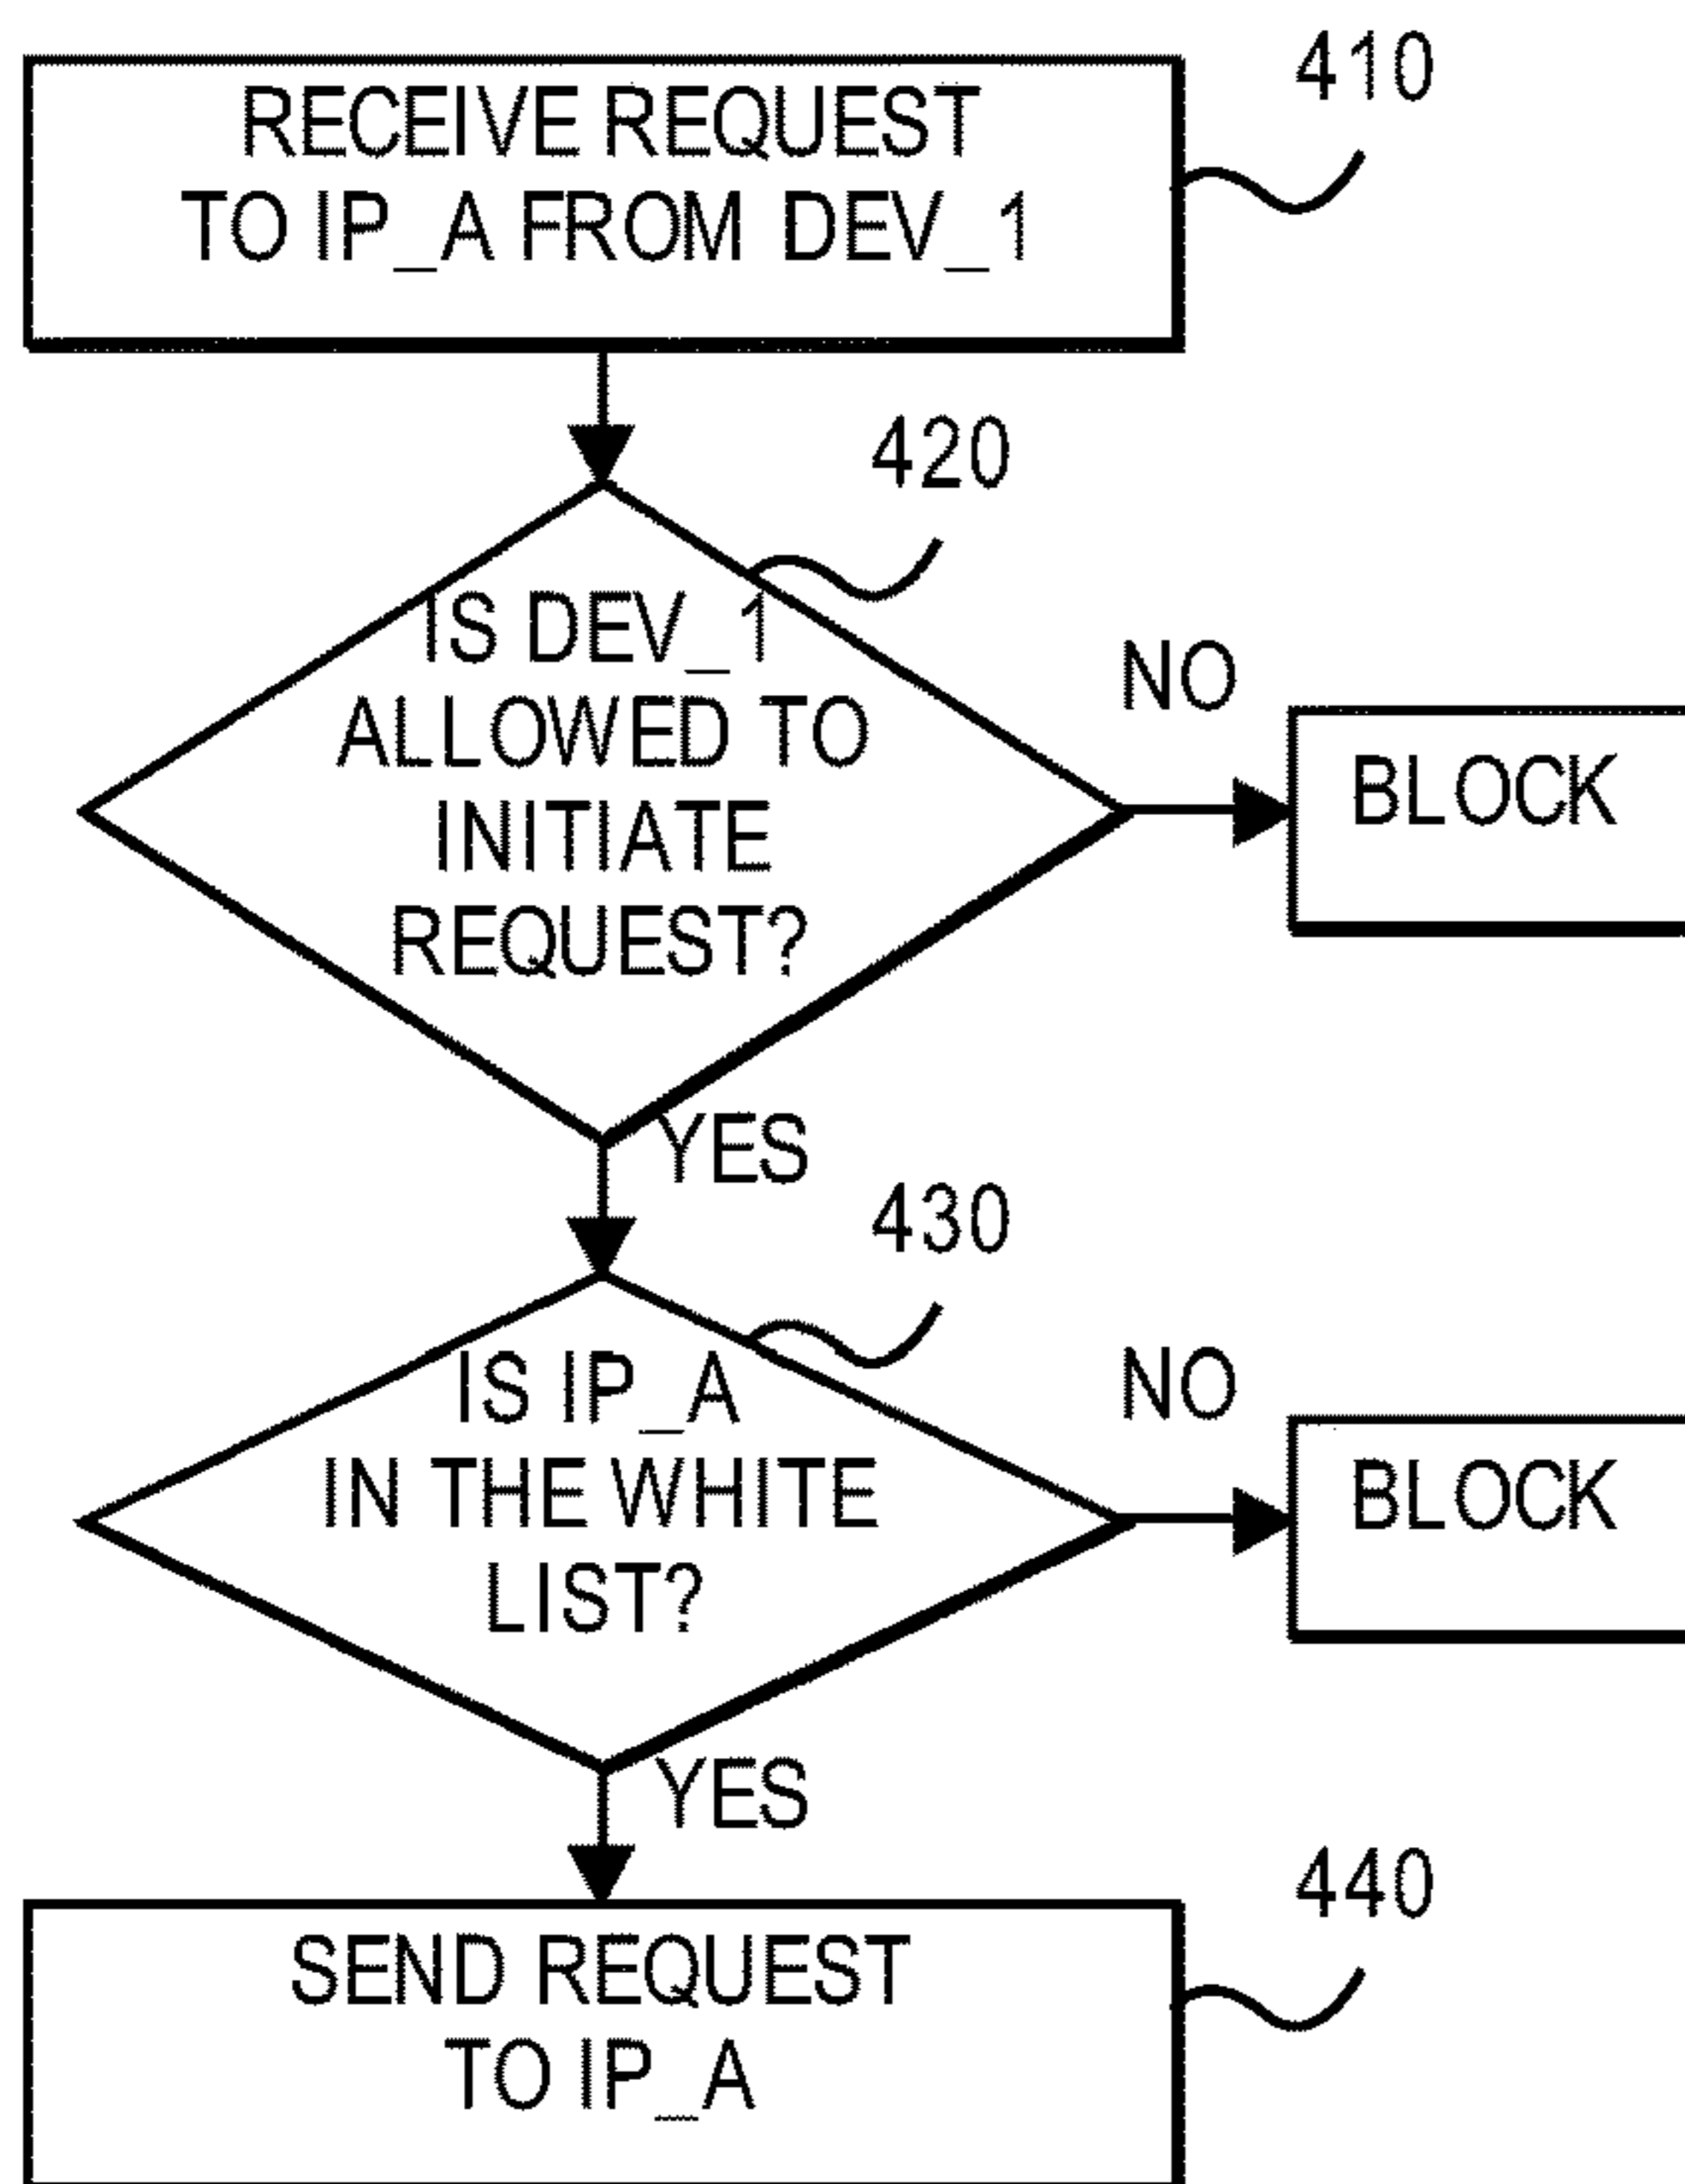 RECEIVE REQUEST
TO IP_A FROM DEV_1
410
420
IS DEV_1
ALLOWED TO
INITIATE
REQUEST?
NO
BLOCK
YES
430
IS IP_A
IN THE WHITE
LIST?
NO
BLOCK
YES
440
SEND REQUEST
TO IP_A